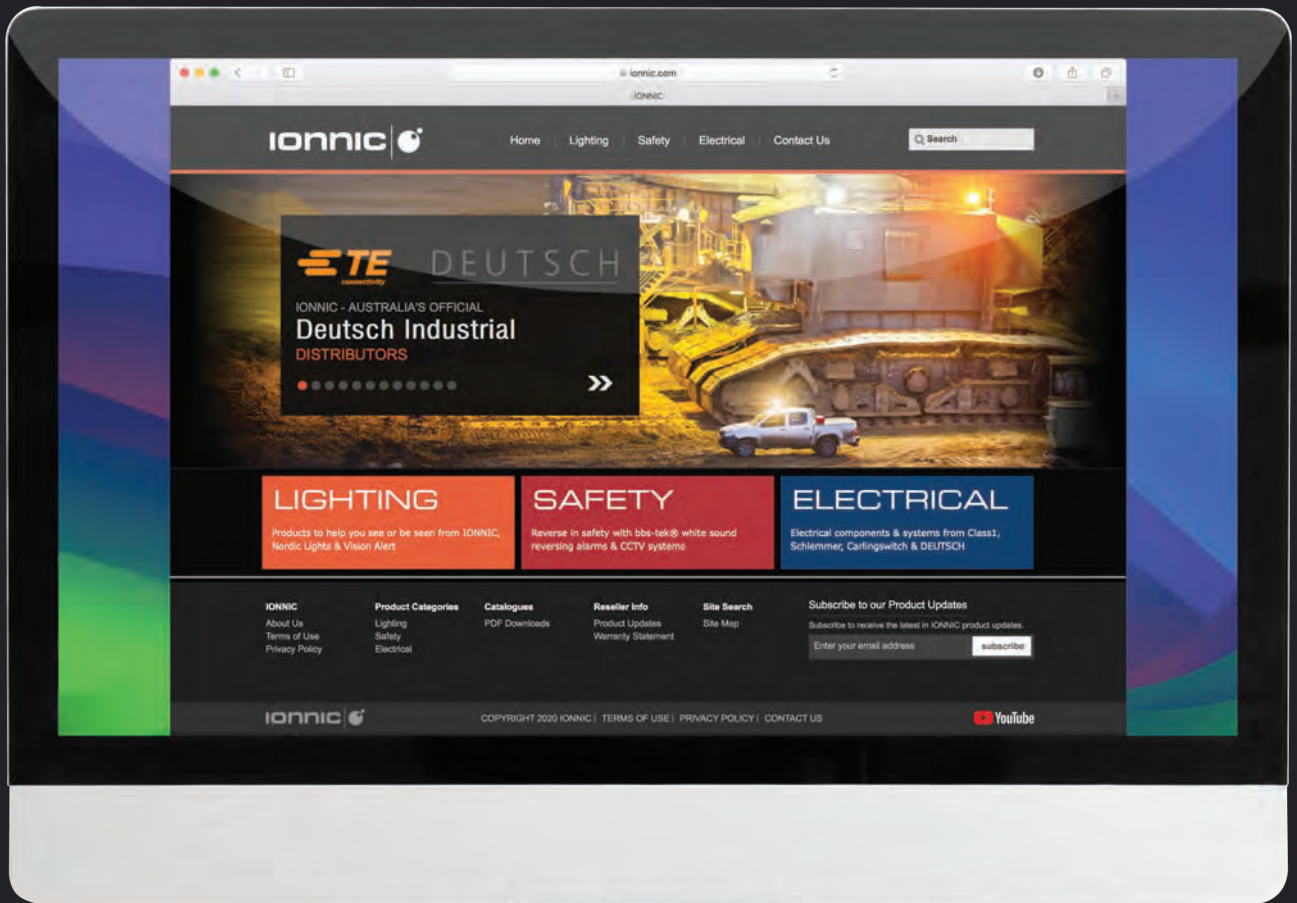 ionnic.com
IONNIC
IONNIC
Home
Lighting
Safety
Electrical
Contact Us
Search
TE
connectivity
DEUTSCH
IONNIC - AUSTRALIA'S OFFICIAL
Deutsch Industrial
DISTRIBUTORS
LIGHTING
Products to help you see or be seen from IONNIC,
Nordic Lights & Vision Alert
SAFETY
Reverse in safety with bbs-tek® white sound
reversing alarms & CCTV systems
ELECTRICAL
Electrical components & systems from Class1,
Schlemmer, Carlingswitch & DEUTSCH
IONNIC
About Us
Terms of Use
Privacy Policy
Product Categories
Lighting
Safety
Electrical
Catalogues
PDF Downloads
Reseller Info
Product Updates
Warranty Statement
Site Search
Site Map
Subscribe to our Product Updates
Subscribe to receive the latest in IONNIC product updates.
Enter your email address
subscribe
IONNIC
COPYRIGHT 2020 IONNIC | TERMS OF USE | PRIVACY POLICY | CONTACT US
YouTube